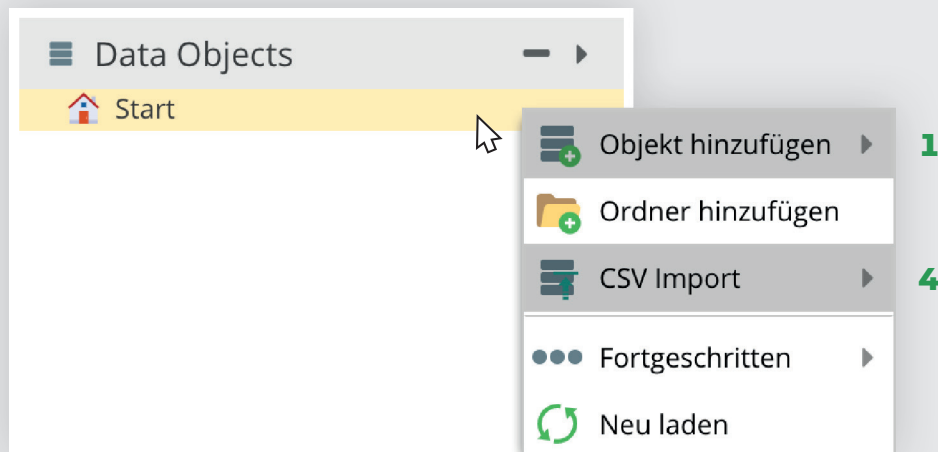 Data Objects
Start
Objekt hinzufügen
1
Ordner hinzufügen
CSV Import
4
Fortgeschritten
Neu laden